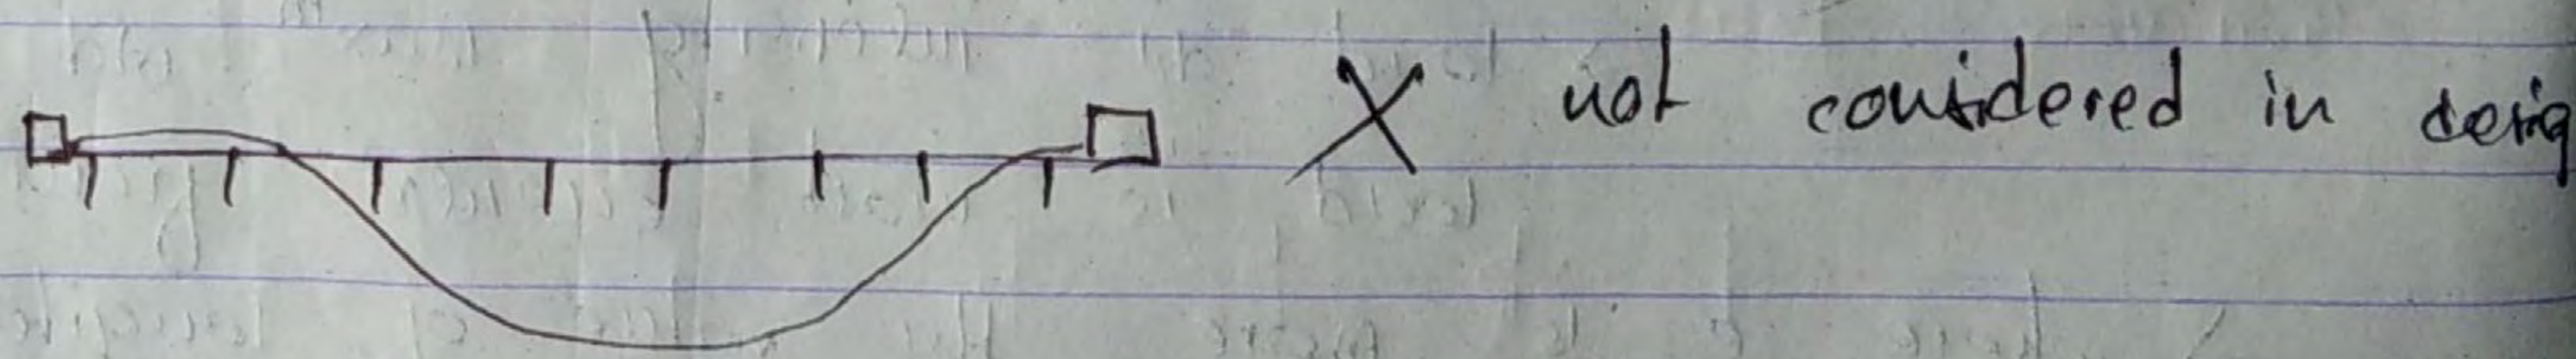 X not considered in desig